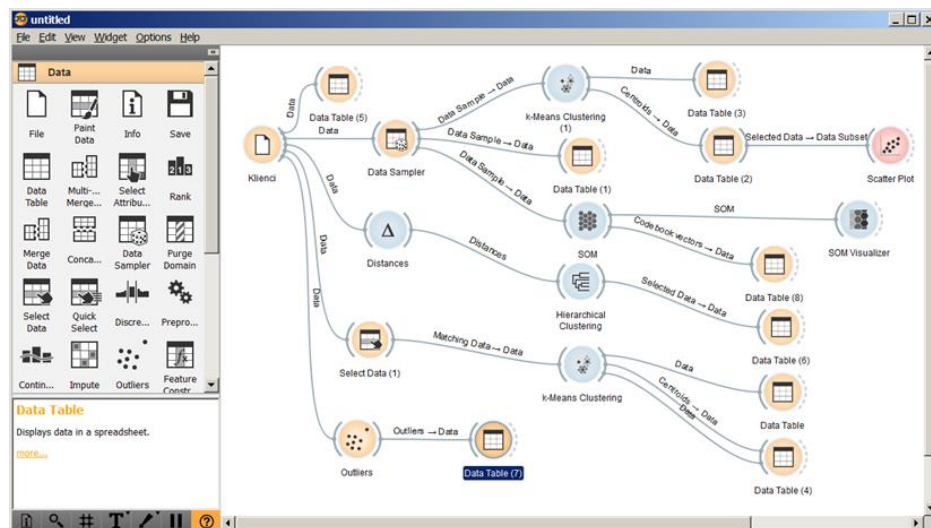 untitled
File Edit View Widget Options Help
Data
File Paint Data Info Save
Data Table Multi-... Merge... Select Attribu... Rank
Merge Data Conca... Data Sampler Purge Domain
Select Data Quick Select Discre... Prepro...
Contin... Impute Outliers Feature Constr...
Data Table
Displays data in a spreadsheet.
more...
Klienci
Data
Data Table (5)
Data
Data Sampler
Data Sample → Data
k-Means Clustering (1)
Data
Data Table (3)
Centroids → Data
Data Table (2)
Selected Data → Data Subset
Scatter Plot
Data Sample → Data
Data Table (1)
Data Sample → Data
SOM
SOM
SOM Visualizer
Codebook vectors → Data
Data Table (8)
Data
Distances
Distances
Hierarchical Clustering
Selected Data → Data
Data Table (6)
Data
Select Data (1)
Matching Data → Data
k-Means Clustering
Data
Data Table
Centroids → Data
Data
Data Table (4)
Data
Outliers
Outliers → Data
Data Table (7)